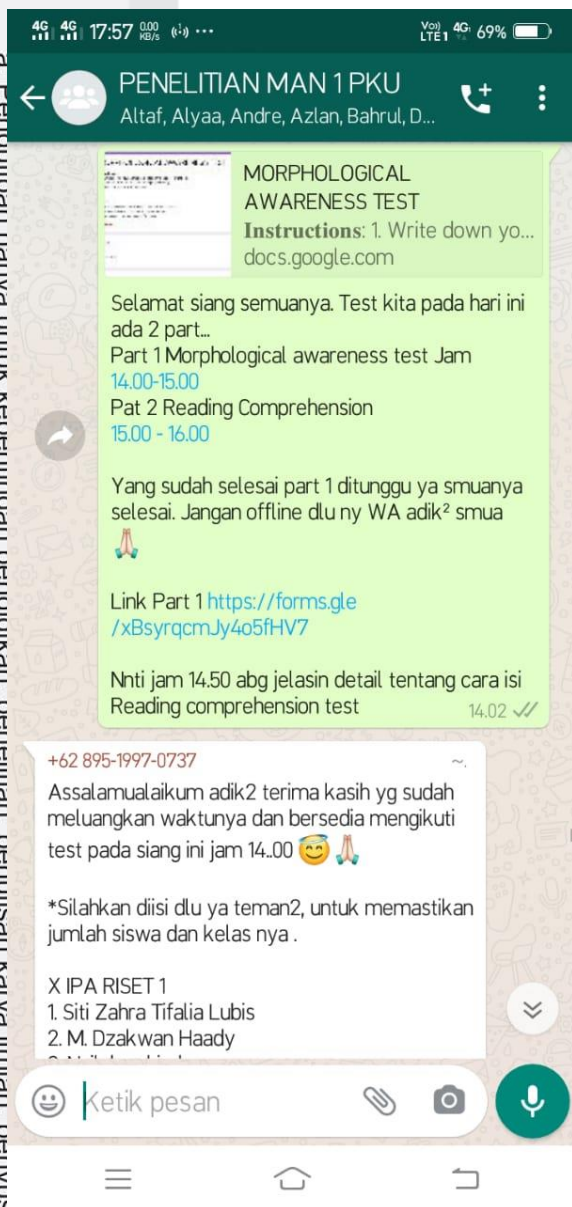 4G 4G 17:57 0.00 KB/s ...
Vo) LTE1 4G 69%
PENELITIAN MAN 1 PKU
Altaf, Alyaa, Andre, Azlan, Bahrul, D...
MORPHOLOGICAL
AWARENESS TEST
Instructions: 1. Write down yo...
docs.google.com
Selamat siang semuanya. Test kita pada hari ini
ada 2 part...
Part 1 Morphological awareness test Jam
14.00-15.00
Pat 2 Reading Comprehension
15.00 - 16.00
Yang sudah selesai part 1 ditunggu ya smuanya
selesai. Jangan offline dlu ny WA adik² smua
🙏🏻
Link Part 1 https://forms.gle
/xBsyrqcmJy4o5fHV7
Nnti jam 14.50 abg jelasin detail tentang cara isi
Reading comprehension test
14.02
+62 895-1997-0737
~.
Assalamualaikum adik2 terima kasih yg sudah
meluangkan waktunya dan bersedia mengikuti
test pada siang ini jam 14..00 😇 🙏🏻
*Silahkan diisi dlu ya teman2, untuk memastikan
jumlah siswa dan kelas nya .
X IPA RISET 1
1. Siti Zahra Tifalia Lubis
2. M. Dzakwan Haady
Ketik pesan